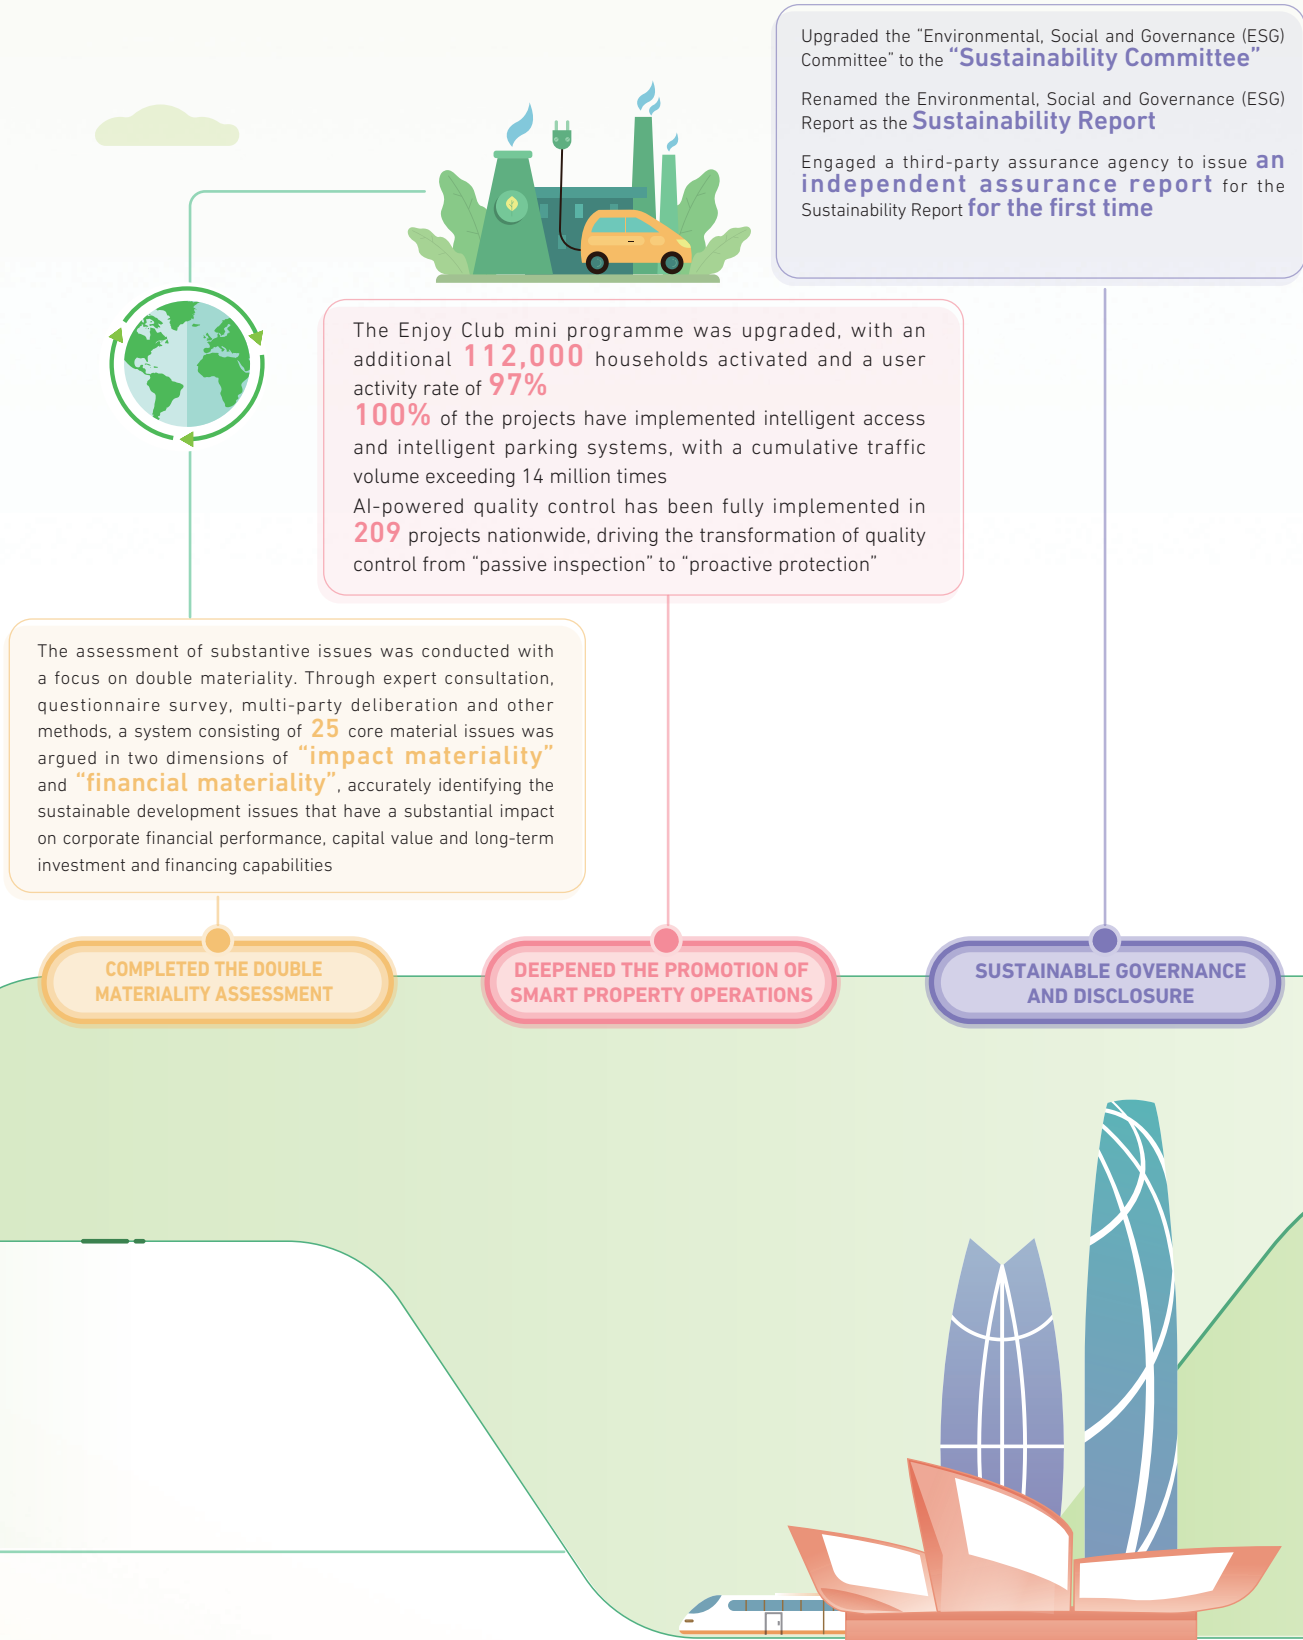 Upgraded the “Environmental, Social and Governance (ESG)
Committee” to the “Sustainability Committee”
Renamed the Environmental, Social and Governance (ESG)
Report as the Sustainability Report
Engaged a third-party assurance agency to issue an
independent assurance report for the
Sustainability Report for the first time
The Enjoy Club mini programme was upgraded, with an
additional 112,000 households activated and a user
activity rate of 97%
100% of the projects have implemented intelligent access
and intelligent parking systems, with a cumulative traffic
volume exceeding 14 million times
AI-powered quality control has been fully implemented in
209 projects nationwide, driving the transformation of quality
control from “passive inspection” to “proactive protection”
The assessment of substantive issues was conducted with
a focus on double materiality. Through expert consultation,
questionnaire survey, multi-party deliberation and other
methods, a system consisting of 25 core material issues was
argued in two dimensions of “impact materiality”
and “financial materiality”, accurately identifying the
sustainable development issues that have a substantial impact
on corporate financial performance, capital value and long-term
investment and financing capabilities
COMPLETED THE DOUBLE
MATERIALITY ASSESSMENT
DEEPENED THE PROMOTION OF
SMART PROPERTY OPERATIONS
SUSTAINABLE GOVERNANCE
AND DISCLOSURE